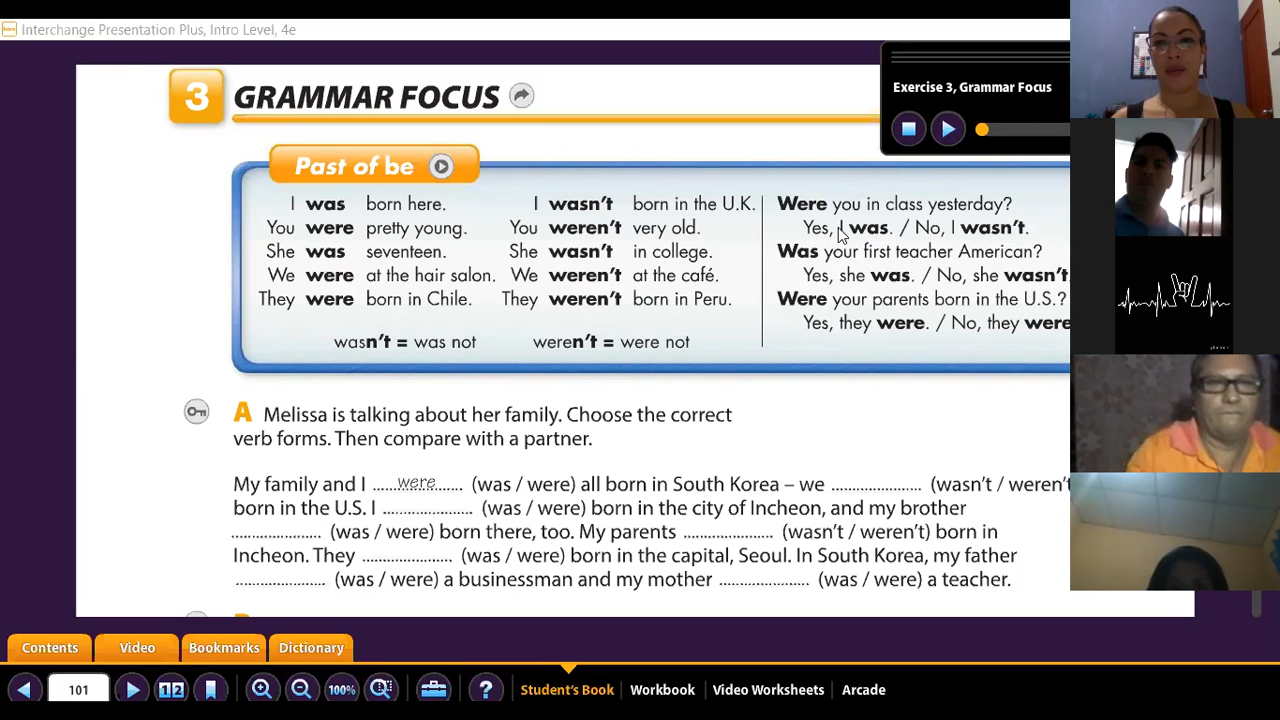 Interchange Presentation Plus, Intro Level, 4e
3 GRAMMAR FOCUS
Exercise 3, Grammar Focus
Past of be
I was born here.
You were pretty young.
She was seventeen.
We were at the hair salon.
They were born in Chile.
wasn't = was not
I wasn't born in the U.K.
You weren't very old.
She wasn't in college.
We weren't at the café.
They weren't born in Peru.
weren't = were not
Were you in class yesterday?
Yes, I was. / No, I wasn't.
Was your first teacher American?
Yes, she was. / No, she wasn't
Were your parents born in the U.S.?
Yes, they were. / No, they were
A Melissa is talking about her family. Choose the correct
verb forms. Then compare with a partner.
My family and I ....were.... (was / were) all born in South Korea – we .................... (wasn't / weren't
born in the U.S. I .................... (was / were) born in the city of Incheon, and my brother
.................... (was / were) born there, too. My parents .................... (wasn't / weren't) born in
Incheon. They .................... (was / were) born in the capital, Seoul. In South Korea, my father
.................... (was / were) a businessman and my mother .................... (was / were) a teacher.
Contents Video Bookmarks Dictionary
101 12 100% ? Student's Book Workbook Video Worksheets Arcade